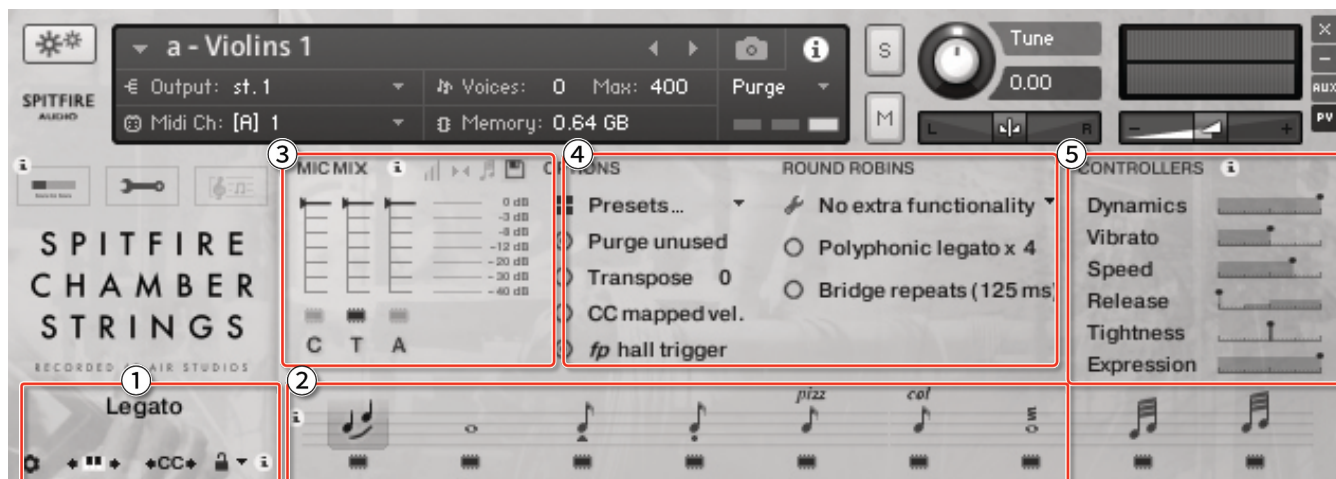 a - Violins 1
Output: st. 1
Voices: 0 Max: 400
Purge
Midi Ch: [A] 1
Memory: 0.64 GB
SPITFIRE
AUDIO
S
M
Tune
0.00
L R
- +
×
-
AUX
PV
SPITFIRE
CHAMBER
STRINGS
RECORDED AIR STUDIOS
1
Legato
CC
3
MIC MIX
0 dB
-3 dB
-8 dB
-12 dB
-20 dB
-30 dB
-40 dB
C T A
4
ONS
Presets...
Purge unused
Transpose 0
CC mapped vel.
fp hall trigger
ROUND ROBINS
No extra functionality
Polyphonic legato x 4
Bridge repeats (125 ms)
5
CONTROLLERS
Dynamics
Vibrato
Speed
Release
Tightness
Expression
2
pizz
col